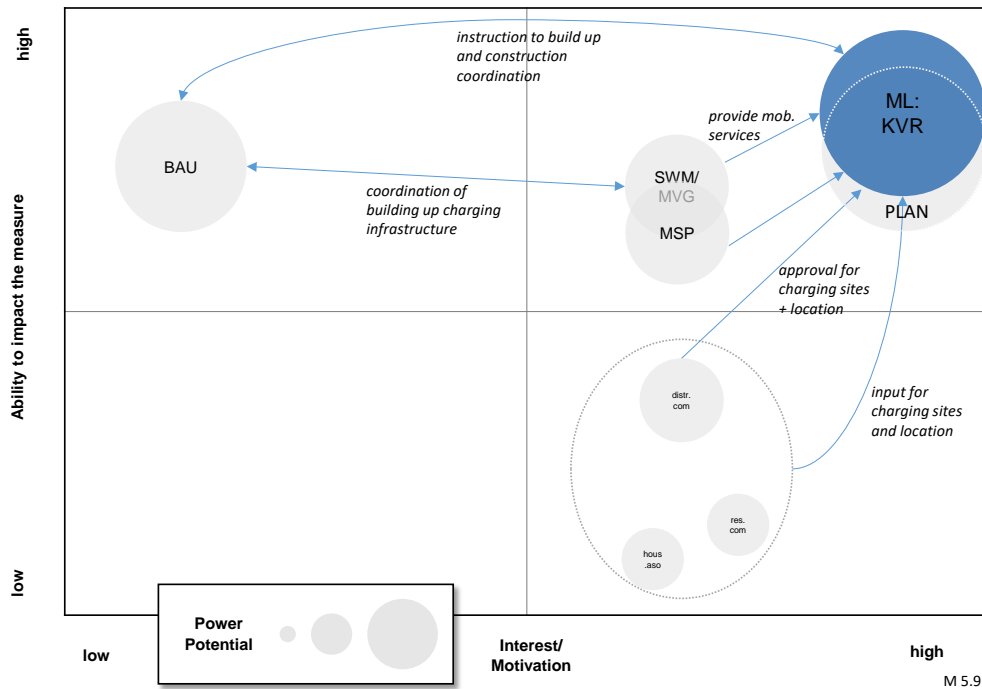 high
instruction to build up
and construction
coordination
ML:
KVR
provide mob.
services
BAU
SWM/
MVG
coordination of
building up charging
infrastructure
MSP
PLAN
approval for
charging sites
+ location
Ability to impact the measure
distr.
com
input for
charging sites
and location
res.
com
hous
.aso
low
Power
Potential
low
Interest/
Motivation
high
M 5.9